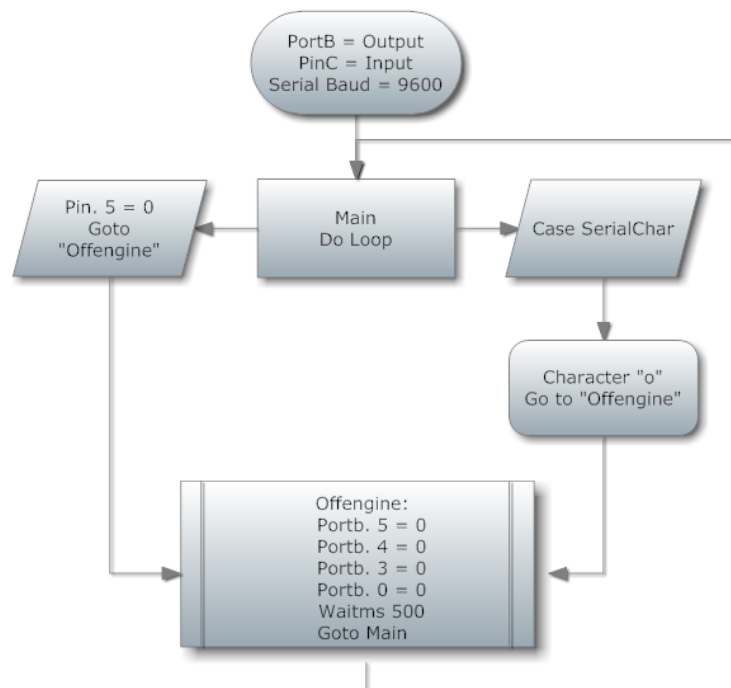 PortB = Output
PinC = Input
Serial Baud = 9600
Pin. 5 = 0
Goto
"Offengine"
Main
Do Loop
Case SerialChar
Character "o"
Go to "Offengine"
Offengine:
Portb. 5 = 0
Portb. 4 = 0
Portb. 3 = 0
Portb. 0 = 0
Waitms 500
Goto Main